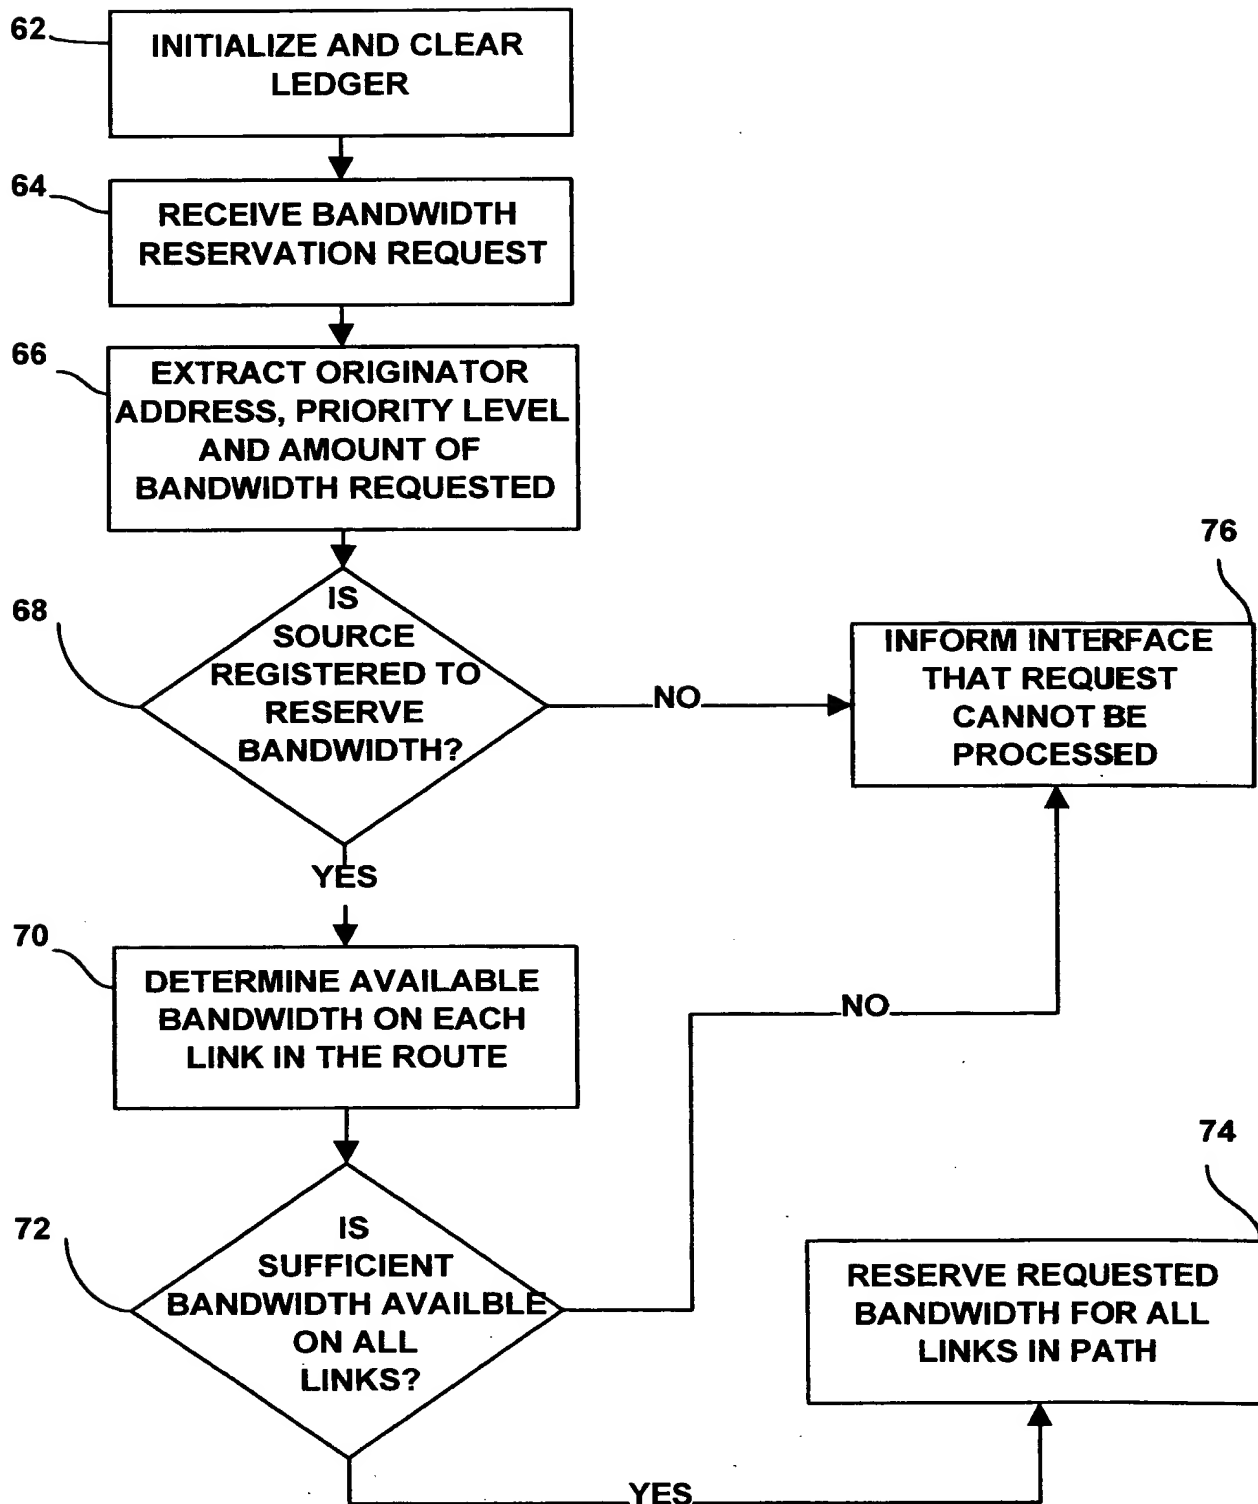 62
INITIALIZE AND CLEAR
LEDGER
64
RECEIVE BANDWIDTH
RESERVATION REQUEST
66
EXTRACT ORIGINATOR
ADDRESS, PRIORITY LEVEL
AND AMOUNT OF
BANDWIDTH REQUESTED
68
IS
SOURCE
REGISTERED TO
RESERVE
BANDWIDTH?
NO
76
INFORM INTERFACE
THAT REQUEST
CANNOT BE
PROCESSED
YES
70
DETERMINE AVAILABLE
BANDWIDTH ON EACH
LINK IN THE ROUTE
NO
72
IS
SUFFICIENT
BANDWIDTH AVAILBLE
ON ALL
LINKS?
74
RESERVE REQUESTED
BANDWIDTH FOR ALL
LINKS IN PATH
YES